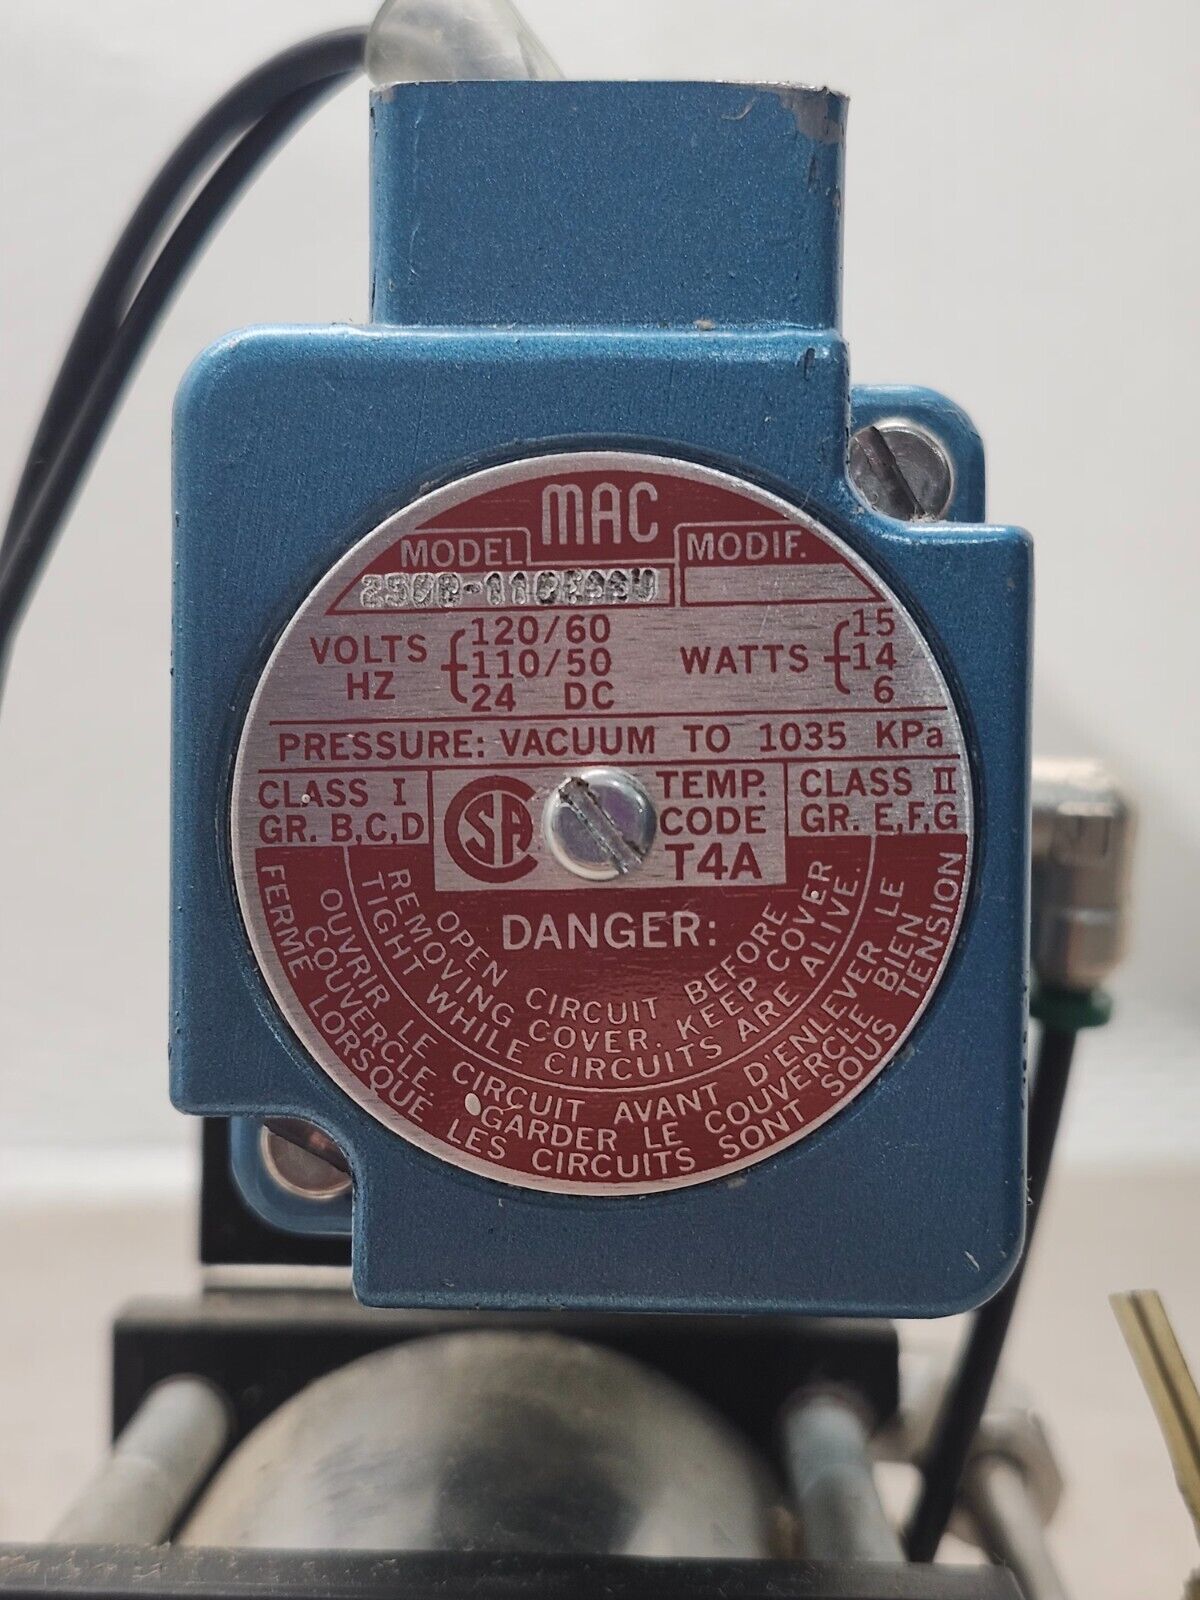 MAC
MODEL
MODIF.
VOLTS
HZ
120/60
110/50
24 DC
WATTS
15
14
6
PRESSURE: VACUUM TO 1035 KPa
CLASS I
GR. B,C,D
CSA
TEMP.
CODE
T4A
CLASS II
GR. E,F,G
DANGER:
OPEN CIRCUIT BEFORE
REMOVING COVER. KEEP COVER
TIGHT WHILE CIRCUITS ARE ALIVE.
OUVRIR LE CIRCUIT AVANT D'ENLEVER LE
COUVERCLE. GARDER LE COUVERCLE BIEN
FERMÉ LORSQUE LES CIRCUITS SONT SOUS TENSION